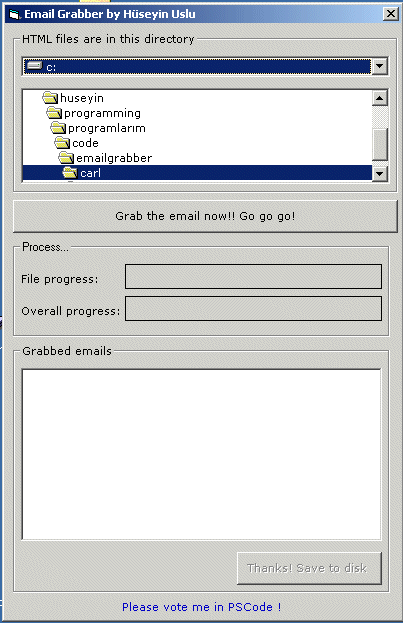 Email Grabber by Hüseyin Uslu
HTML files are in this directory
c:
huseyin
programming
programlarım
code
emailgrabber
carl
Grab the email now!! Go go go!
Process...
File progress:
Overall progress:
Grabbed emails
Thanks! Save to disk
Please vote me in PSCode !